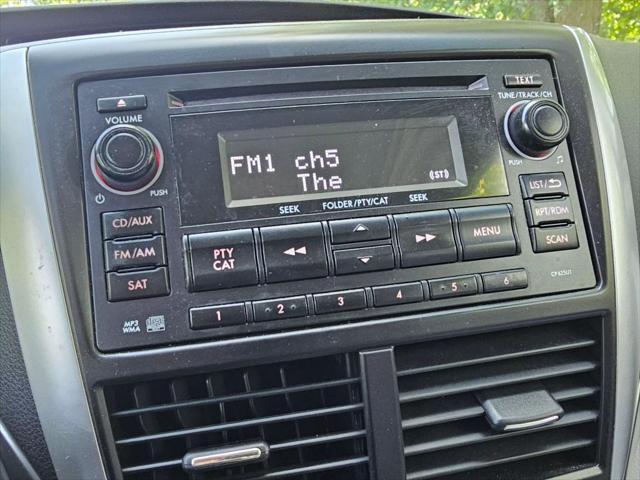 TEXT
VOLUME
TUNE/TRACK/CH
FM1 ch5
The
((ST))
PUSH
PUSH
SEEK
FOLDER/PTY/CAT
SEEK
LIST/
CD/AUX
RPT/RDM
FM/AM
PTY
CAT
MENU
SCAN
SAT
CP625U1
MP3
WMA
1
2
3
4
5
6